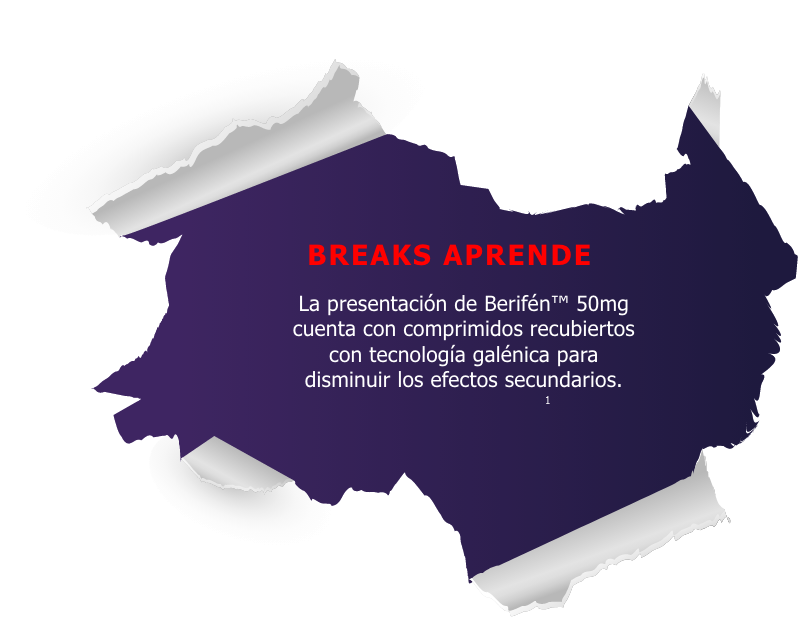 BREAKS APRENDE
La presentación de Berifén™ 50mg
cuenta con comprimidos recubiertos
con tecnología galénica para
disminuir los efectos secundarios.
1